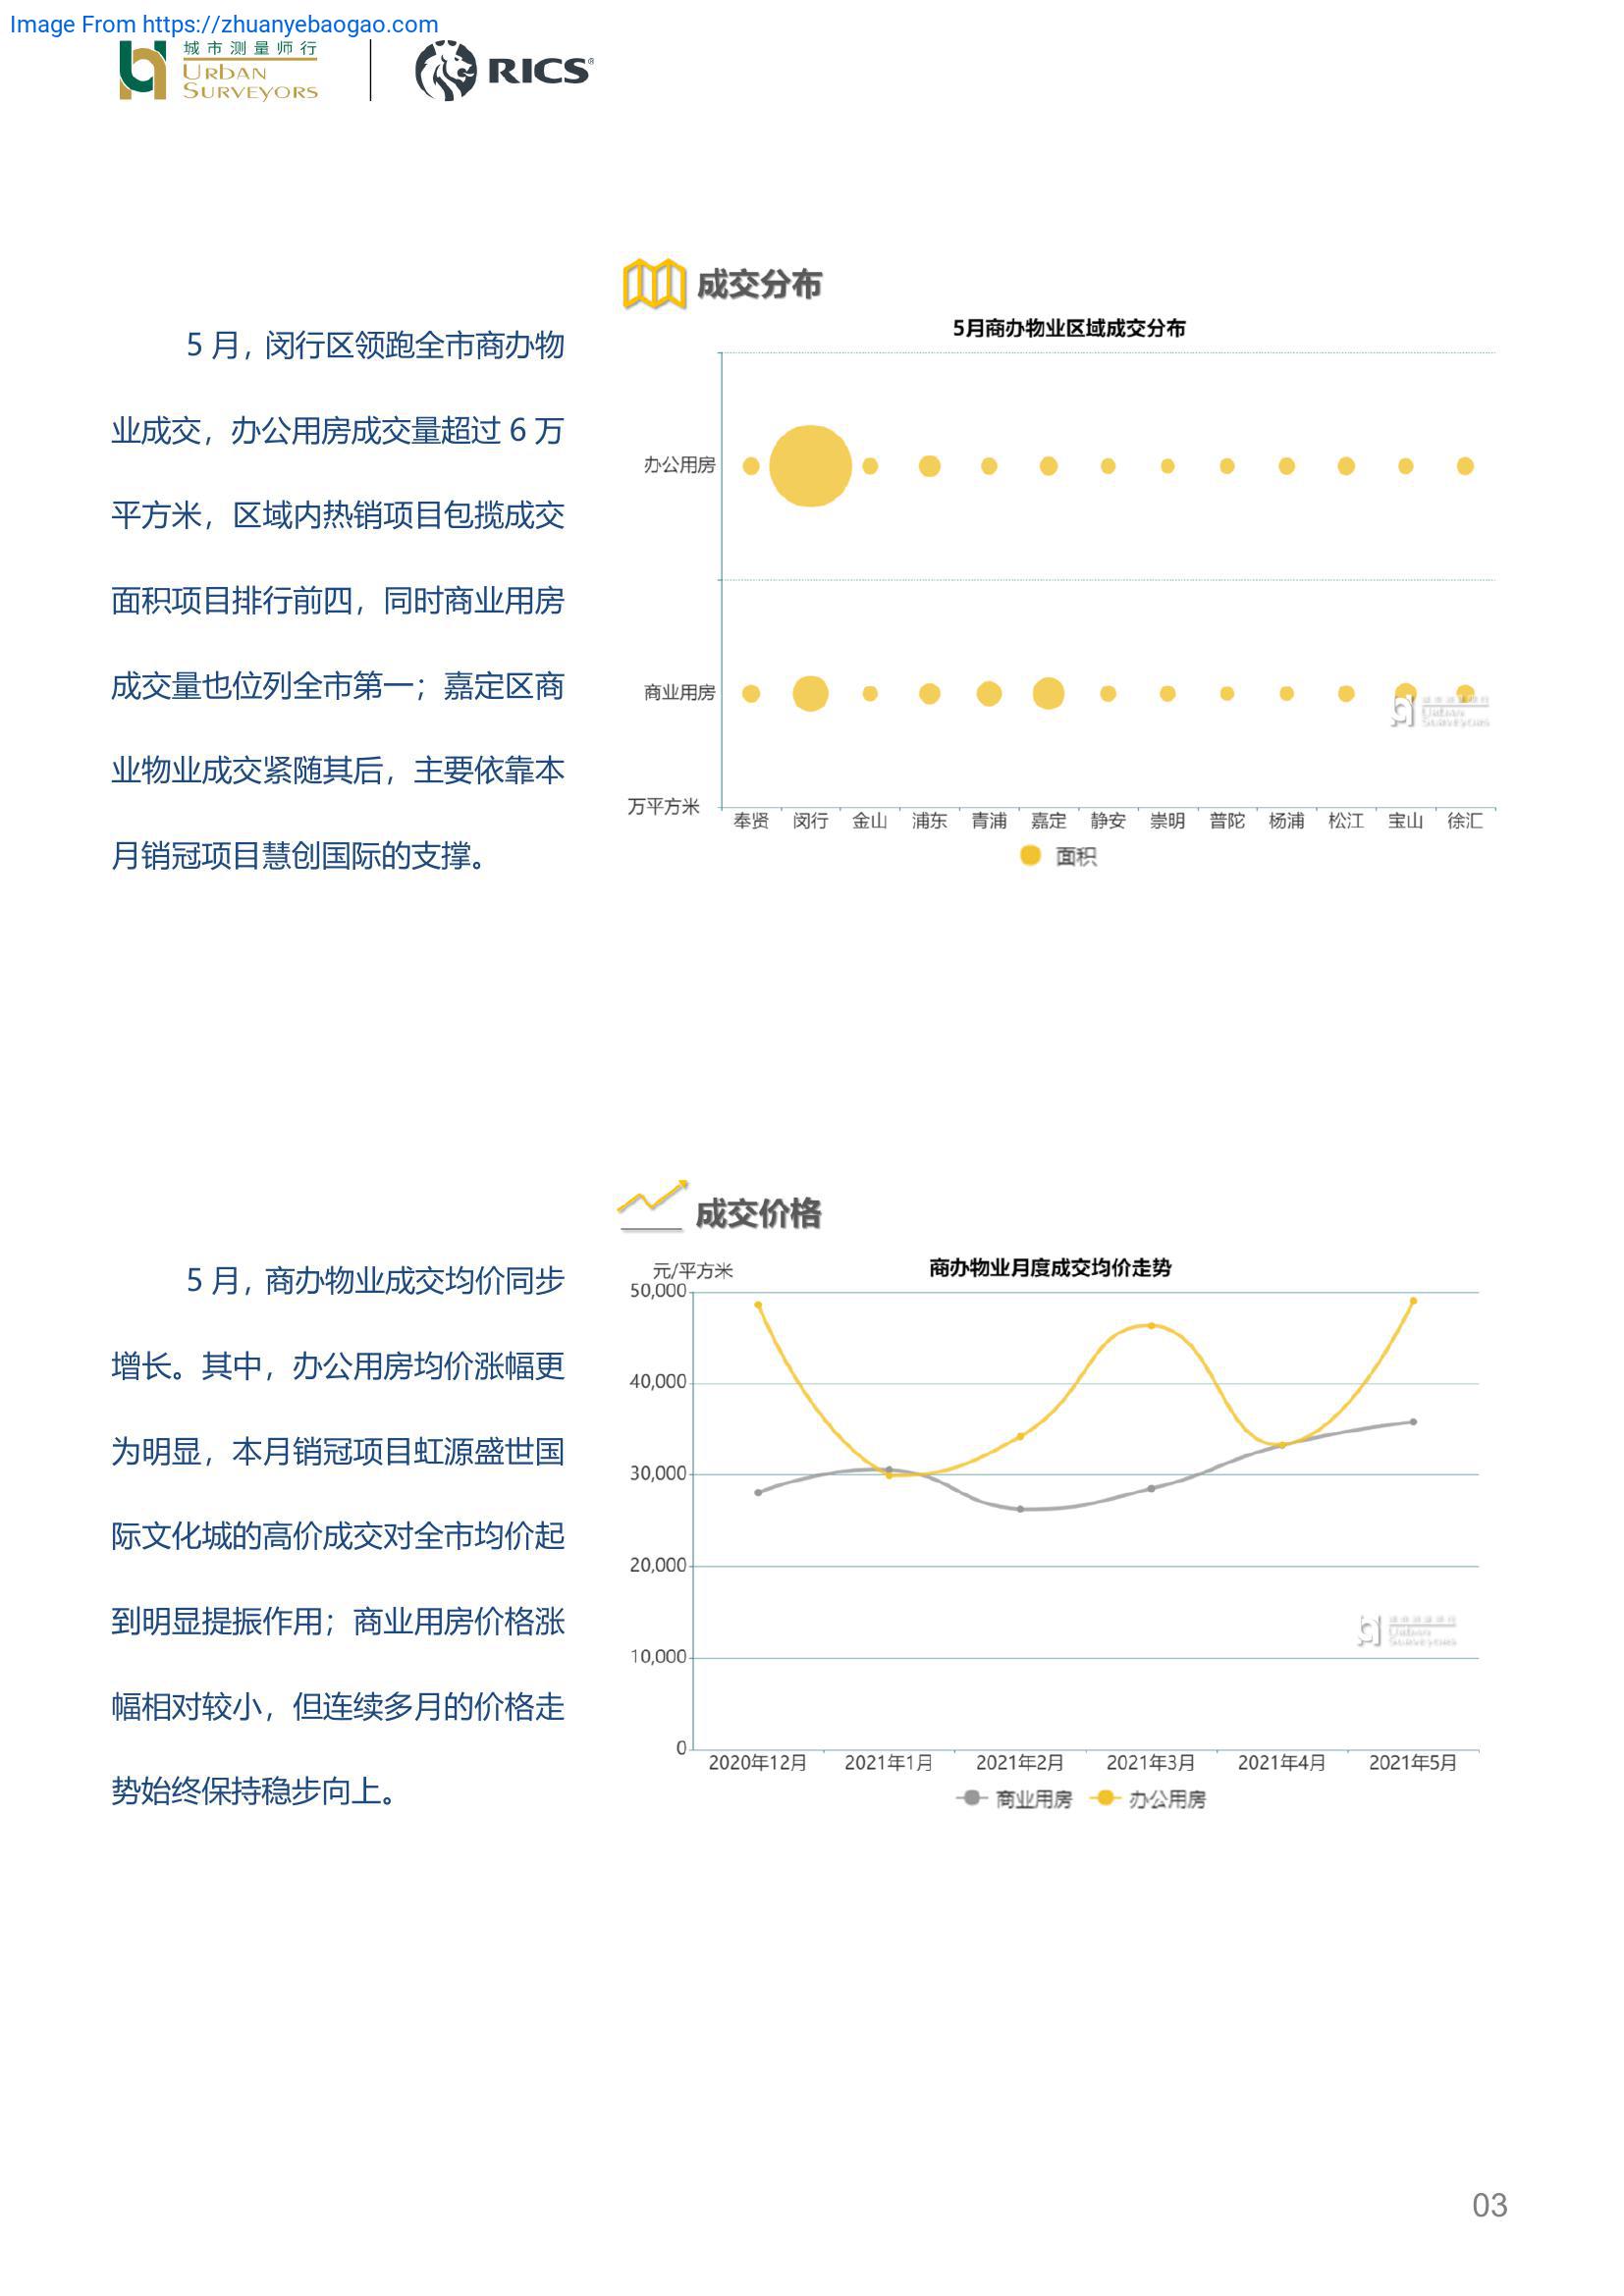 Image From https://zhuanyebaogao.com
城市测量师行
URBAN
SURVEYORS
RICS®
成交分布
5 月，闵行区领跑全市商办物
业成交，办公用房成交量超过 6 万
平方米，区域内热销项目包揽成交
面积项目排行前四，同时商业用房
成交量也位列全市第一；嘉定区商
业物业成交紧随其后，主要依靠本
月销冠项目慧创国际的支撑。
5月商办物业区域成交分布
办公用房
商业用房
城市测量师行
URBAN
SURVEYORS
万平方米
奉贤 闵行 金山 浦东 青浦 嘉定 静安 崇明 普陀 杨浦 松江 宝山 徐汇
面积
成交价格
5 月，商办物业成交均价同步
增长。其中，办公用房均价涨幅更
为明显，本月销冠项目虹源盛世国
际文化城的高价成交对全市均价起
到明显提振作用；商业用房价格涨
幅相对较小，但连续多月的价格走
势始终保持稳步向上。
元/平方米
商办物业月度成交均价走势
50,000
40,000
30,000
20,000
10,000
0
城市测量师行
URBAN
SURVEYORS
2020年12月 2021年1月 2021年2月 2021年3月 2021年4月 2021年5月
商业用房 办公用房
03